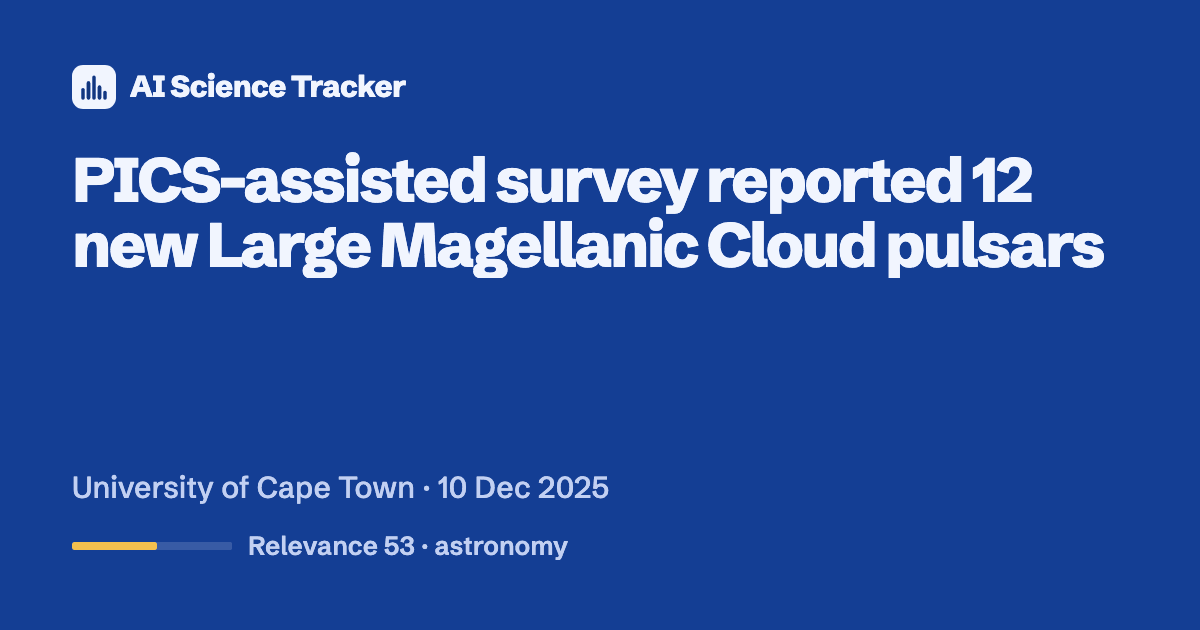 AI Science Tracker
PICS-assisted survey reported 12
new Large Magellanic Cloud pulsars
University of Cape Town · 10 Dec 2025
Relevance 53 · astronomy